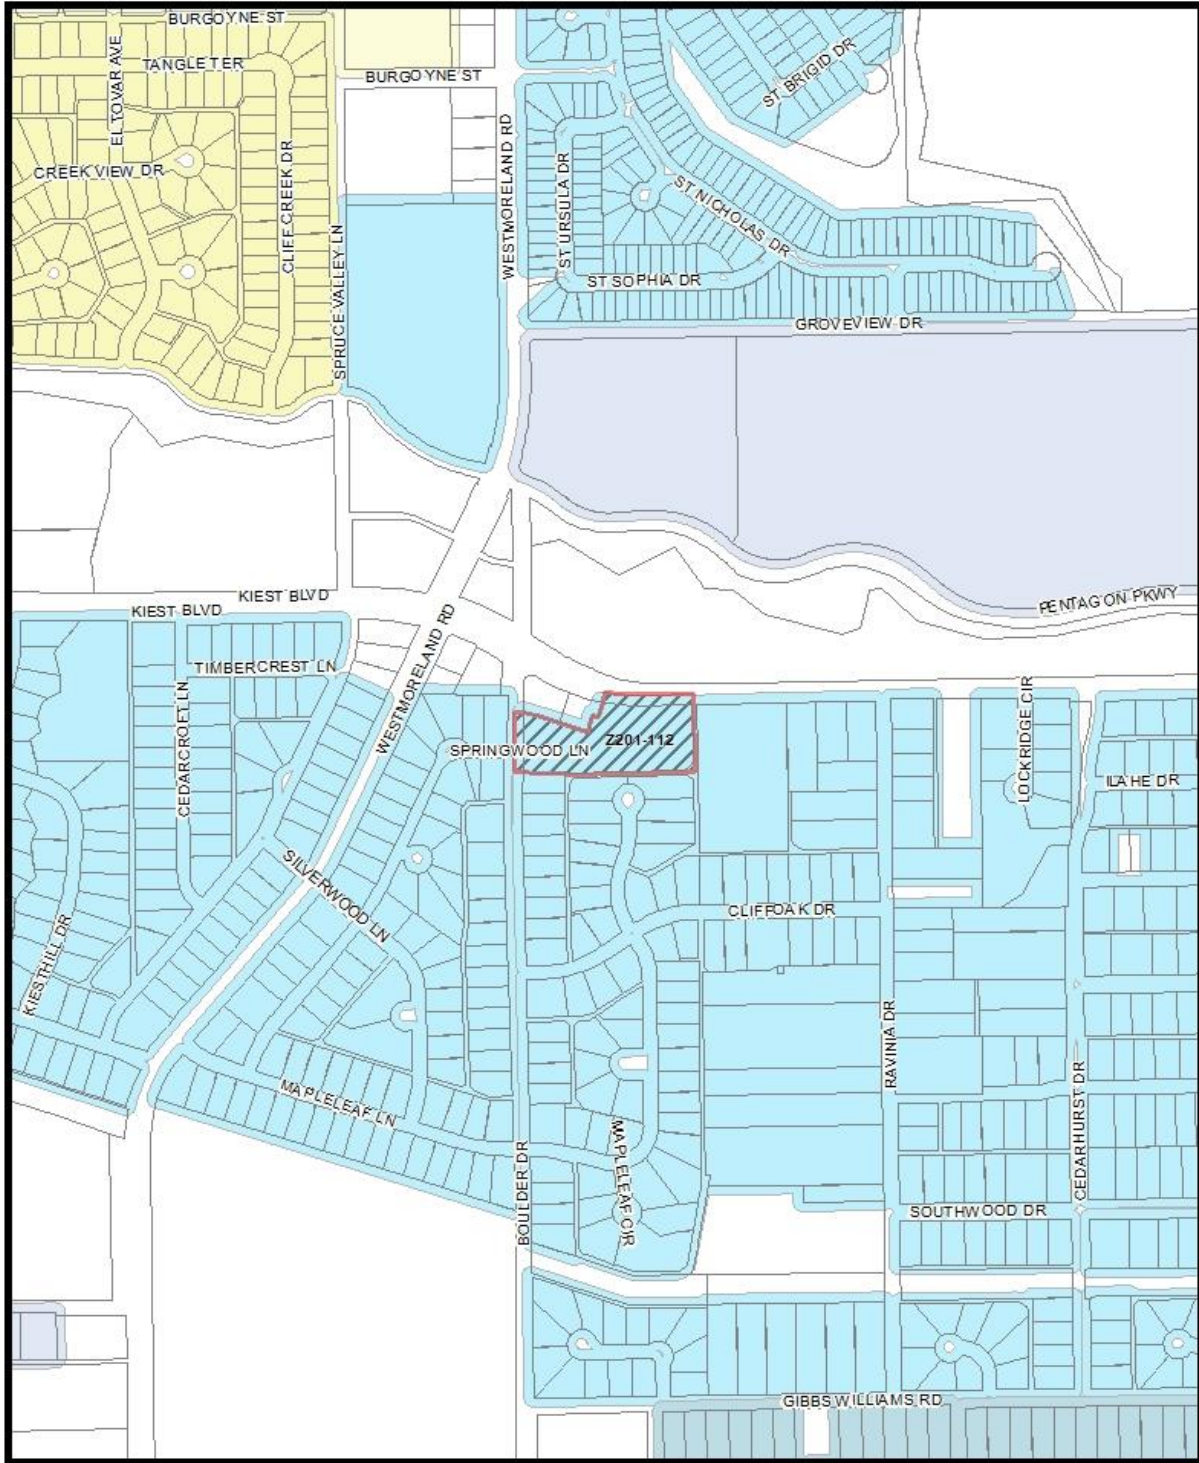 BURGOYNE ST
EL TOVAR AVE
TANGLE TER
BURGOYNE ST
ST BRIGID DR
CREEK VIEW DR
CLIFF CREEK DR
WESTMORELAND RD
ST URSULA DR
ST NICHOLAS DR
SPRUCE VALLEY LN
ST SOPHIA DR
GROVEVIEW DR
KIEST BLVD
KIEST BLVD
PENTAGON PKWY
TIMBERCREST LN
WESTMORELAND RD
CEDARCROFT LN
SPRINGWOOD LN
Z201-112
LOCKRIDGE CIR
ILAHE DR
SILVERWOOD LN
CLIFFOAK DR
KIESTHILL DR
RAVINIA DR
MAPLELEAF LN
BOULDER DR
MAPLELEAF CIR
CEDARHURST DR
SOUTHWOOD DR
GIBBS WILLIAMS RD